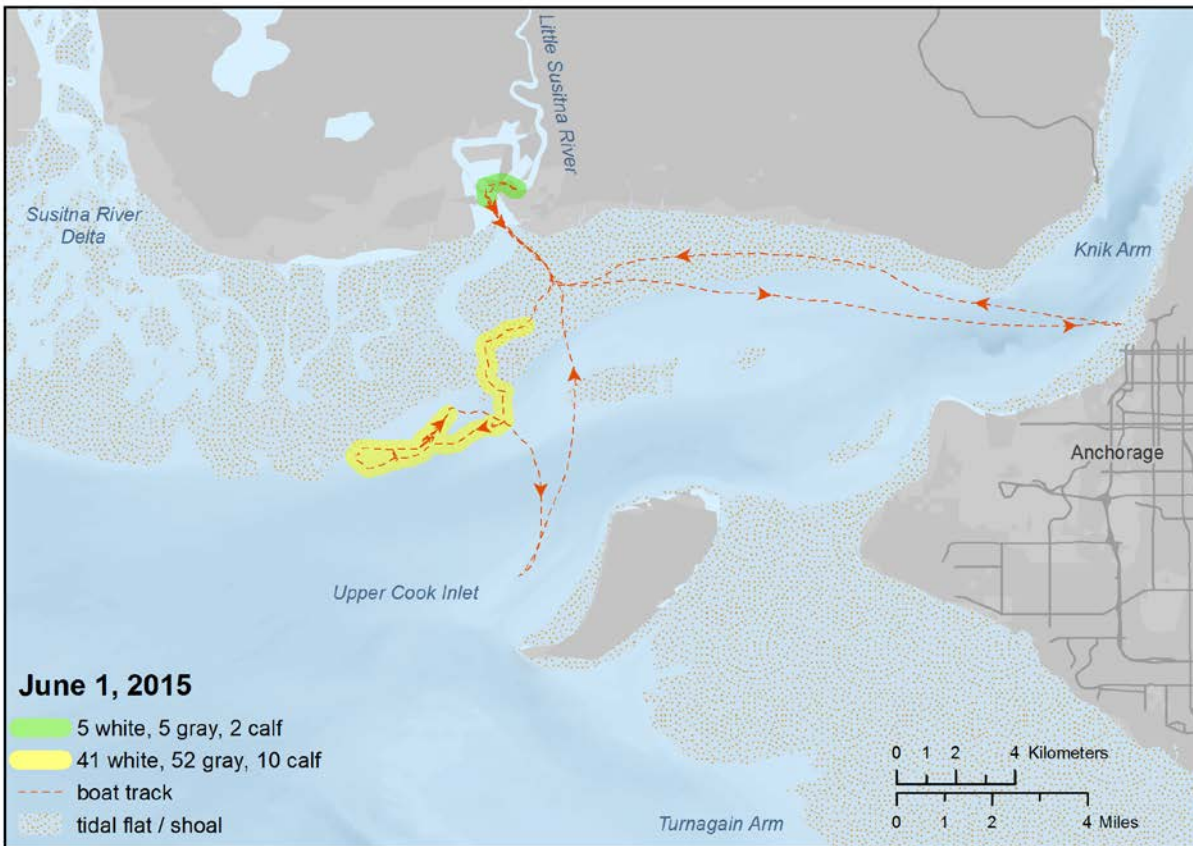 Little Susitna River
Susitna River
Delta
Knik Arm
Anchorage
Upper Cook Inlet
June 1, 2015
5 white, 5 gray, 2 calf
41 white, 52 gray, 10 calf
boat track
tidal flat / shoal
0 1 2 4 Kilometers
0 1 2 4 Miles
Turnagain Arm